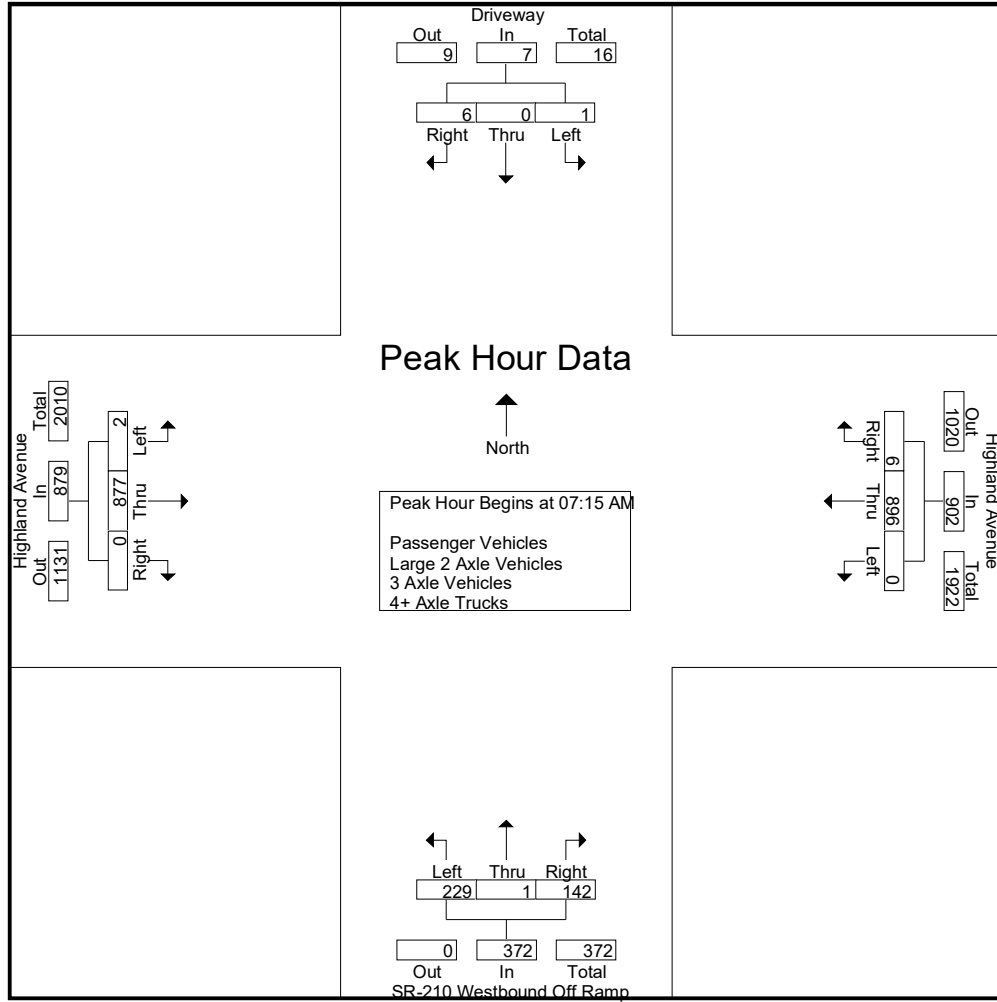 Driveway
Out In Total
9 7 16
6 0 1
Right Thru Left
Peak Hour Data
North
Peak Hour Begins at 07:15 AM
Passenger Vehicles
Large 2 Axle Vehicles
3 Axle Vehicles
4+ Axle Trucks
Highland Avenue
Out In Total
1131 879 2010
Right Thru Left
0 877 2
Highland Avenue
Out In Total
1020 902 1922
Right Thru Left
6 896 0
Left Thru Right
229 1 142
0 372 372
Out In Total
SR-210 Westbound Off Ramp